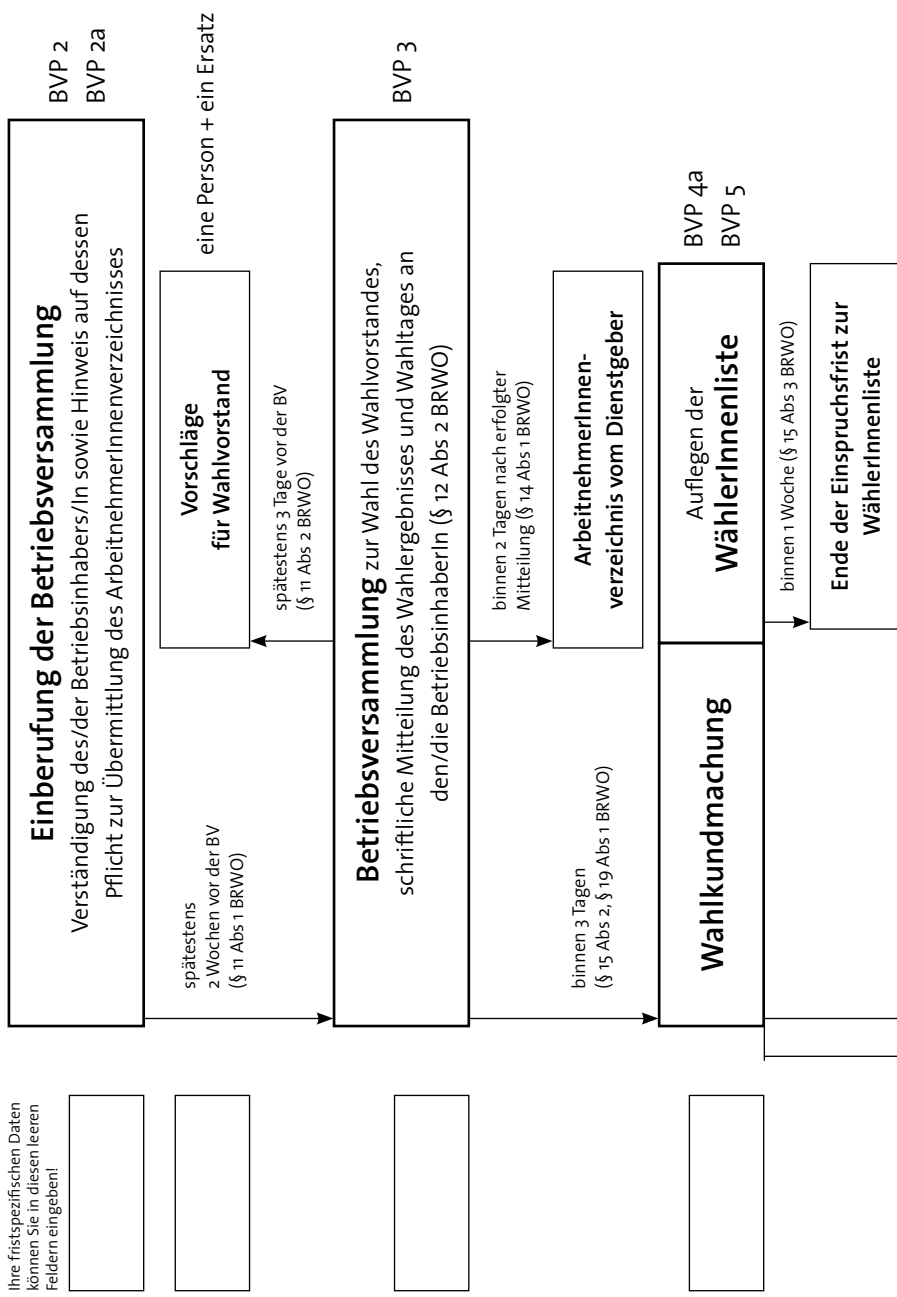 Ihre fristspezifischen Daten
können Sie in diesen leeren
Feldern eingeben!
Einberufung der Betriebsversammlung
Verständigung des/der Betriebsinhabers/In sowie Hinweis auf dessen
Pflicht zur Übermittlung des ArbeitnehmerInnenverzeichnisses
BVP 2
BVP 2a
spätestens
2 Wochen vor der BV
(§ 11 Abs 1 BRWO)
Vorschläge
für Wahlvorstand
eine Person + ein Ersatz
spätestens 3 Tage vor der BV
(§ 11 Abs 2 BRWO)
Betriebsversammlung zur Wahl des Wahlvorstandes,
schriftliche Mitteilung des Wahlergebnisses und Wahltages an
den/die BetriebsinhaberIn (§ 12 Abs 2 BRWO)
BVP 3
binnen 3 Tagen
(§ 15 Abs 2, § 19 Abs 1 BRWO)
binnen 2 Tagen nach erfolgter
Mitteilung (§ 14 Abs 1 BRWO)
ArbeitnehmerInnen-
verzeichnis vom Dienstgeber
Wahlkundmachung
Auflegen der
WählerInnenliste
BVP 4a
BVP 5
binnen 1 Woche (§ 15 Abs 3 BRWO)
Ende der Einspruchsfrist zur
WählerInnenliste